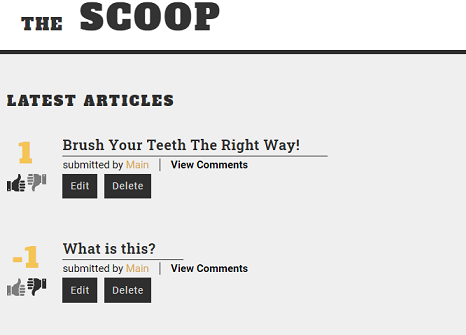 THE SCOOP
LATEST ARTICLES
1
Brush Your Teeth The Right Way!
submitted by Main | View Comments
Edit Delete
-1
What is this?
submitted by Main | View Comments
Edit Delete